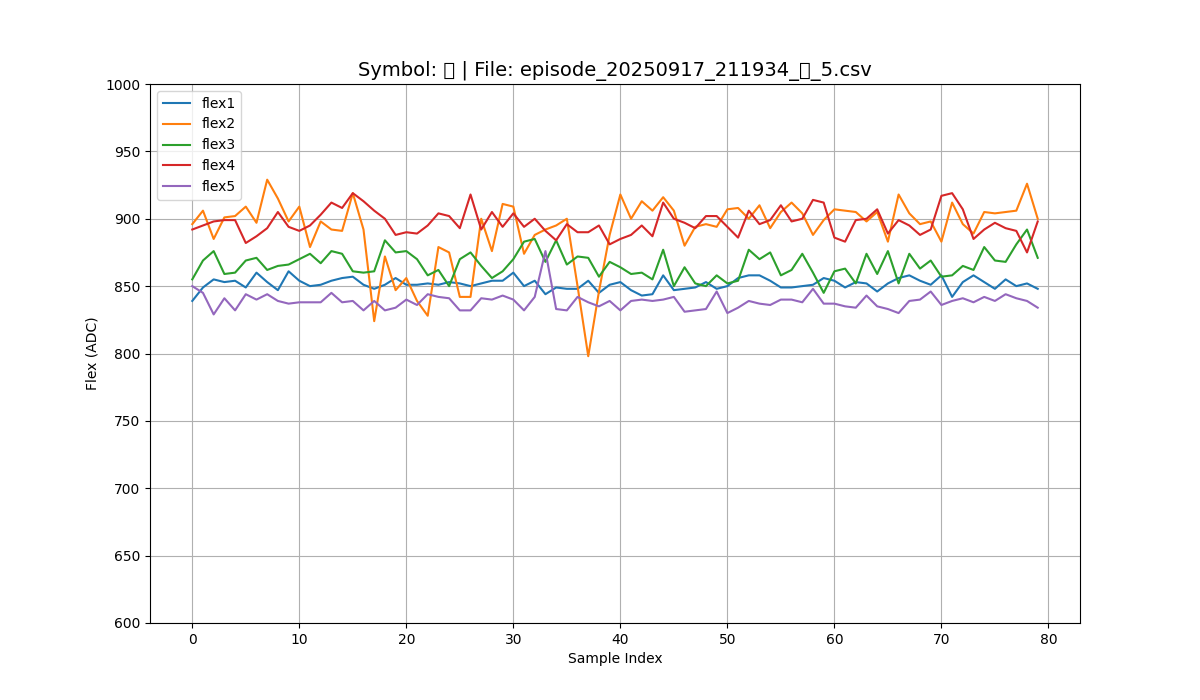 Symbol: | File: episode_20250917_211934_ _5.csv
1000
950
900
850
800
750
700
650
600
flex1
flex2
flex3
flex4
flex5
Flex (ADC)
0 10 20 30 40 50 60 70 80
Sample Index